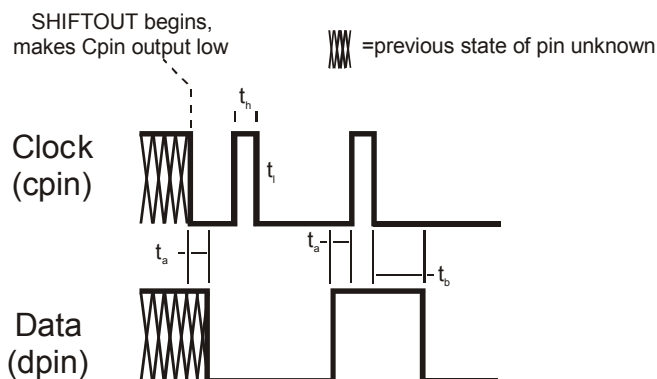 SHIFTOUT begins,
makes Cpin output low
=previous state of pin unknown
th
Clock
(cpin)
tl
ta
ta
tb
Data
(dpin)